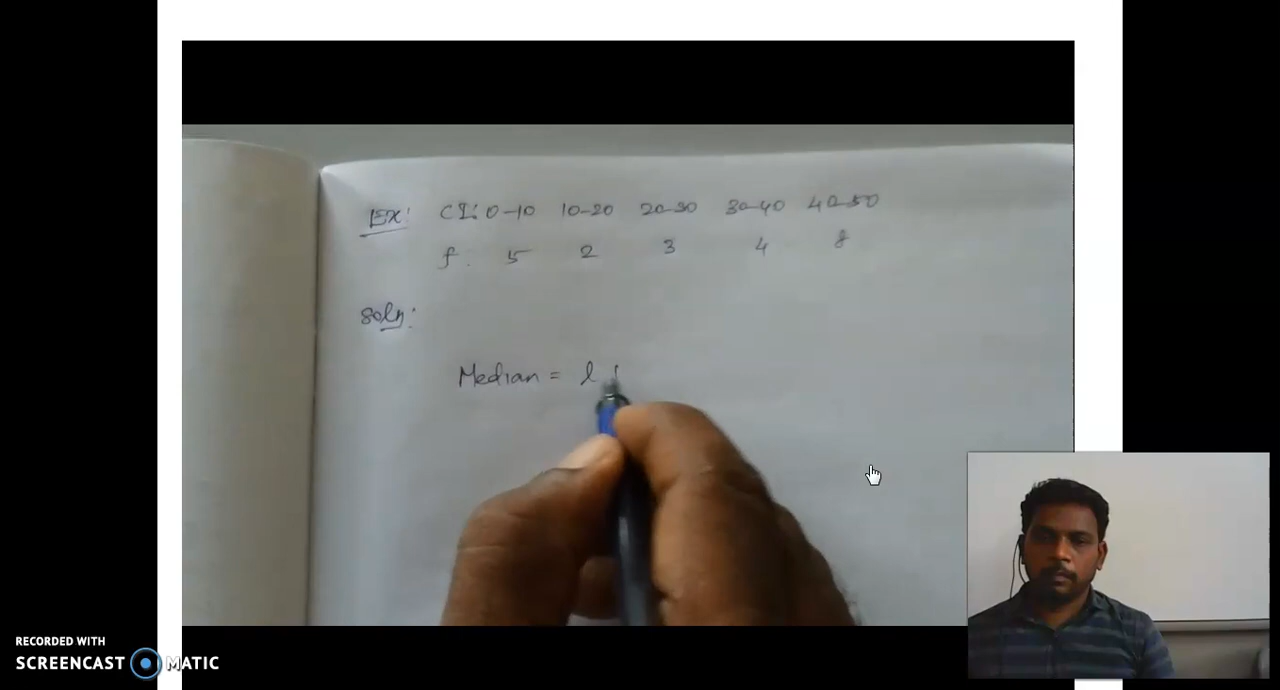 Ex: CI: 0-10 10-20 20-30 30-40 40-50
f. 5 2 3 4 8
Soln:
Median = l
RECORDED WITH
SCREENCAST MATIC